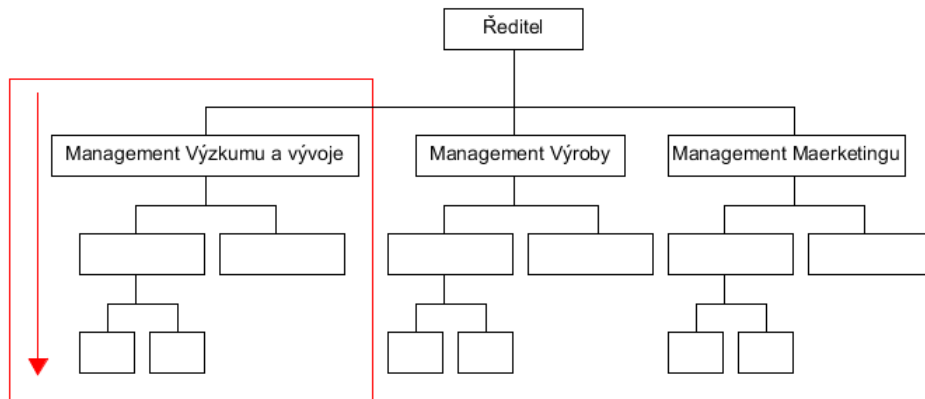 Ředitel
Management Výzkumu a vývoje
Management Výroby
Management Maerketingu